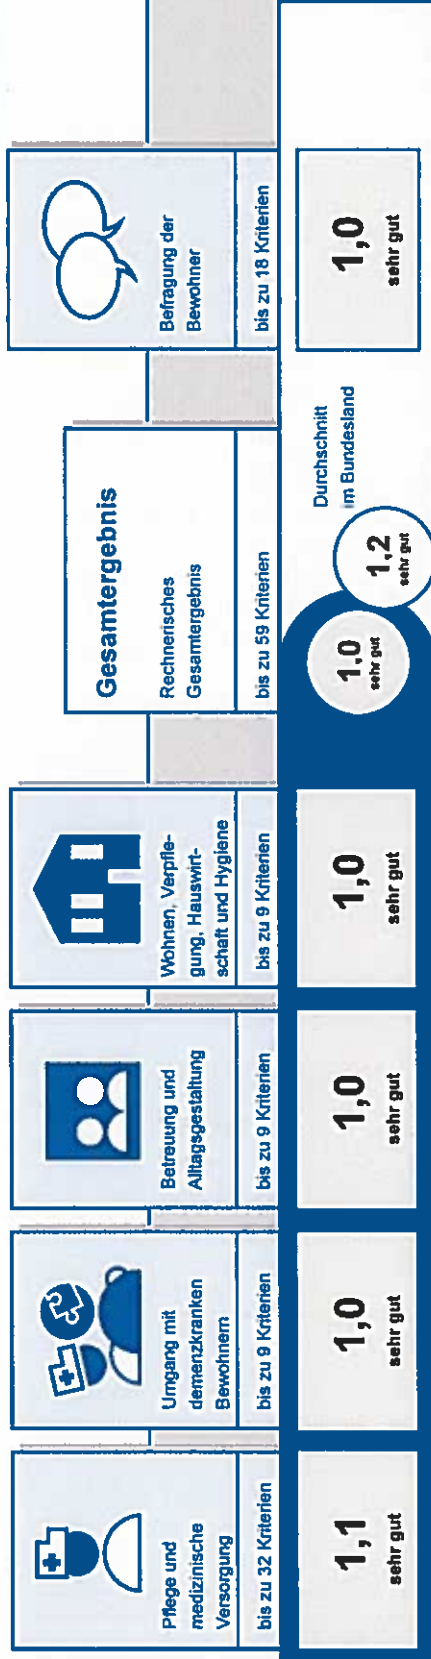 Pflege und
medizinische
Versorgung
bis zu 32 Kriterien
1,1
sehr gut
Umgang mit
demenzkranken
Bewohnern
bis zu 9 Kriterien
1,0
sehr gut
Betreuung und
Alltagsgestaltung
bis zu 9 Kriterien
1,0
sehr gut
Wohnen, Verpfle-
gung, Hauswirt-
schaft und Hygiene
bis zu 9 Kriterien
1,0
sehr gut
Gesamtergebnis
Rechnerisches
Gesamtergebnis
bis zu 59 Kriterien
1,0
sehr gut
1,2
sehr gut
Durchschnitt
im Bundesland
Befragung der
Bewohner
bis zu 18 Kriterien
1,0
sehr gut